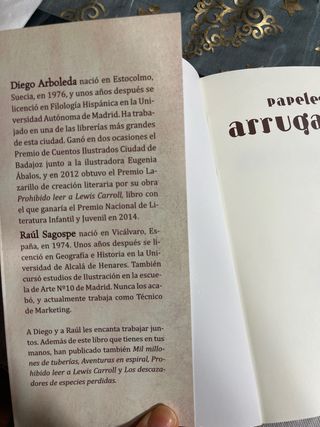 Diego Arboleda nació en Estocolmo,
Suecia, en 1976, y unos años después se
licenció en Filología Hispánica en la Uni-
versidad Autónoma de Madrid. Ha traba-
jado en una de las librerías más grandes
de esta ciudad. Ganó en dos ocasiones el
Premio de Cuentos Ilustrados Ciudad de
Badajoz junto a la ilustradora Eugenia
Ábalos, y en 2012 obtuvo el Premio La-
zarillo de creación literaria por su obra
Prohibido leer a Lewis Carroll, libro con
el que ganaría el Premio Nacional de Li-
teratura Infantil y Juvenil en 2014.
Raúl Sagospe nació en Vicálvaro, Es-
paña, en 1974. Unos años después se li-
cenció en Geografía e Historia en la Uni-
versidad de Alcalá de Henares. También
cursó estudios de Ilustración en la escue-
la de Arte Nº10 de Madrid. Nunca los aca-
bó, y actualmente trabaja como Técnico
de Marketing.
A Diego y a Raúl les encanta trabajar jun-
tos. Además de este libro que tienes en tus
manos, han publicado también Mil millo-
nes de tuberías, Aventuras en espiral, Pro-
hibido leer a Lewis Carroll y Los descaza-
dores de especies perdidas.
papeles
arruga